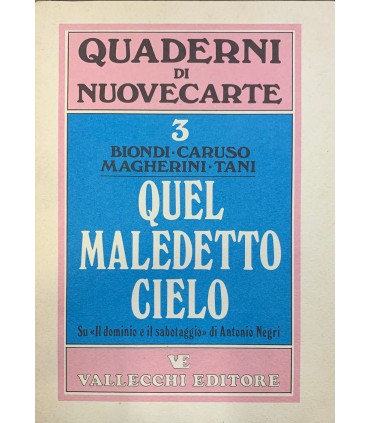 QUADERNI
DI
NUOVECARTE
3
BIONDI · CARUSO
MAGHERINI · TANI
QUEL
MALEDETTO
CIELO
Su «Il dominio e il sabotaggio» di Antonio Negri
VE
VALLECCHI EDITORE